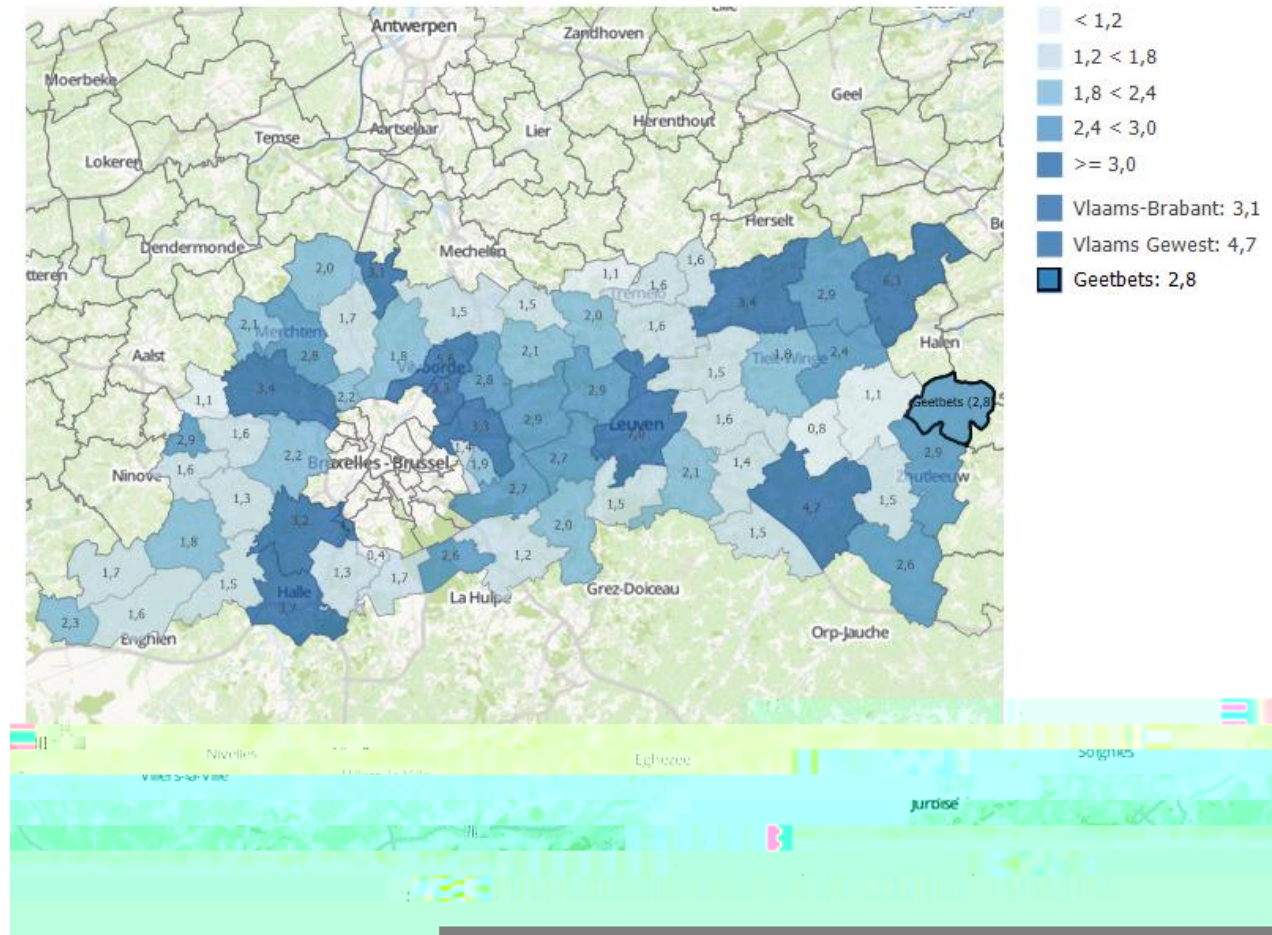 Antwerpen
Zandhoven
Moerbeke
Geel
Temse
Aartselaar
Lier
Herenthout
Lokeren
Herselt
Dendermonde
Mechelen
tteren
2,0
3,1
1,1
1,6
1,6
6,3
3,4
2,9
Tremelo
1,5
1,5
2,0
1,6
2,1
1,7
Merchtem
Aalst
2,8
1,8
Vilvoorde
5,6
2,1
1,8
Tielt-Winge
2,4
Halen
3,4
2,2
3,3
2,8
2,9
1,5
1,1
1,1
Geetbets (2,8)
1,6
2,9
3,3
2,9
Leuven
7,0
1,6
0,8
2,9
Ninove
1,6
2,2
Bruxelles - Brussel
1,4
1,9
2,7
2,1
1,4
Zoutleeuw
1,3
2,7
1,5
4,7
1,5
3,2
2,0
1,5
1,8
0,4
2,6
1,2
2,6
1,7
1,5
1,3
1,7
Halle
3,7
La Hulpe
Grez-Doiceau
2,3
1,6
Enghien
Orp-Jauche
< 1,2
1,2 < 1,8
1,8 < 2,4
2,4 < 3,0
>= 3,0
Vlaams-Brabant: 3,1
Vlaams Gewest: 4,7
Geetbets: 2,8
Nivelles
Eghezée
Soignies
Villers-la-Ville
Jurbise